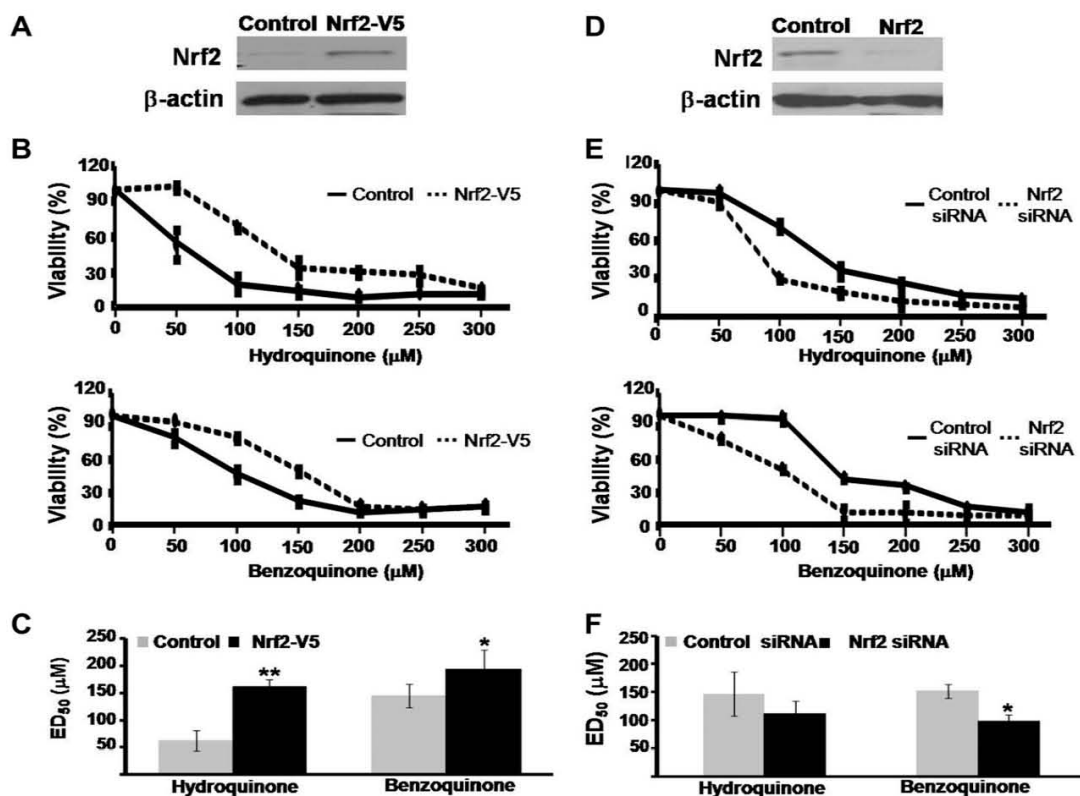 A
Control Nrf2-V5
Nrf2
β-actin
B
120
90
60
30
0
Viability (%)
Control Nrf2-V5
0 50 100 150 200 250 300
Hydroquinone (μM)
120
90
60
30
0
Viability (%)
Control Nrf2-V5
0 50 100 150 200 250 300
Benzoquinone (μM)
C
250
200
150
100
50
ED50 (μM)
Control Nrf2-V5
**
*
Hydroquinone Benzoquinone
D
Control Nrf2
Nrf2
β-actin
E
120
90
60
30
0
Viability (%)
Control Nrf2
siRNA siRNA
0 50 100 150 200 250 300
Hydroquinone (μM)
120
90
60
30
0
Viability (%)
Control Nrf2
siRNA siRNA
0 50 100 150 200 250 300
Benzoquinone (μM)
F
250
200
150
100
50
ED50 (μM)
Control siRNA Nrf2 siRNA
*
Hydroquinone Benzoquinone